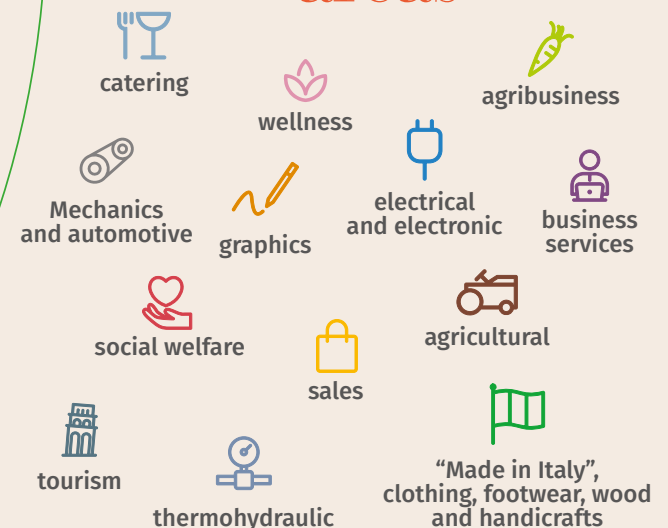 catering
wellness
agribusiness
Mechanics
and automotive
graphics
electrical
and electronic
business
services
social welfare
sales
agricultural
tourism
thermohydraulic
“Made in Italy”,
clothing, footwear, wood
and handicrafts